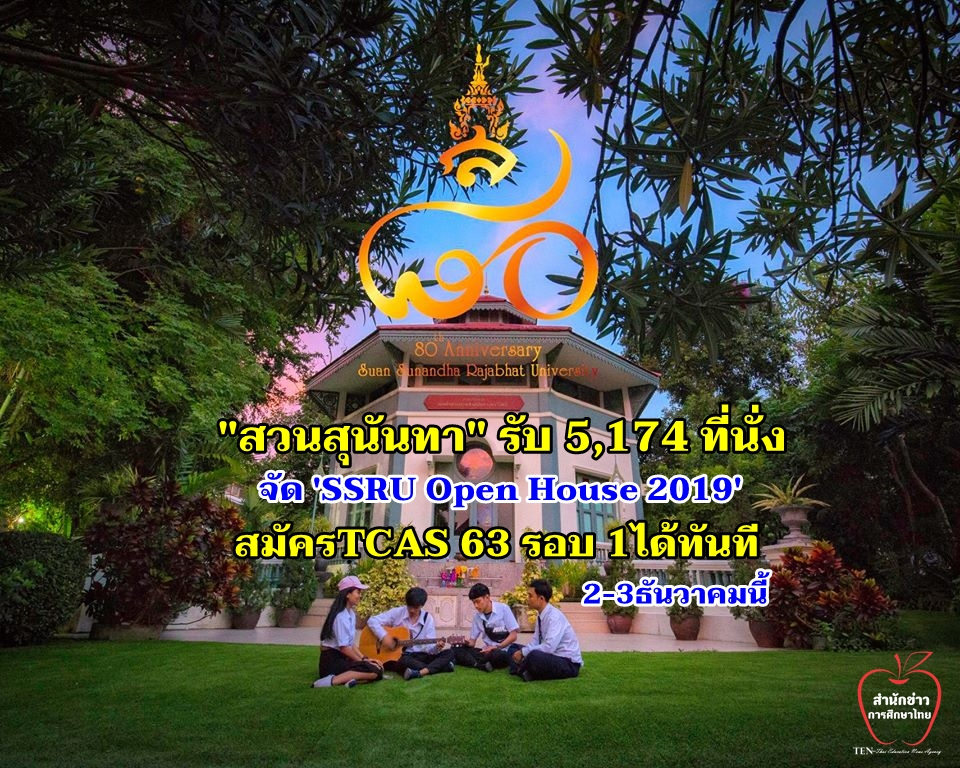 ๘๐
80th Anniversary
Suan Sunandha Rajabhat University
"สวนสุนันทา" รับ 5,174 ที่นั่ง
จัด 'SSRU Open House 2019'
สมัครTCAS 63 รอบ 1ได้ทันที
2-3ธันวาคมนี้
สำนักข่าว
การศึกษาไทย
TEN-Thai Education News Agency